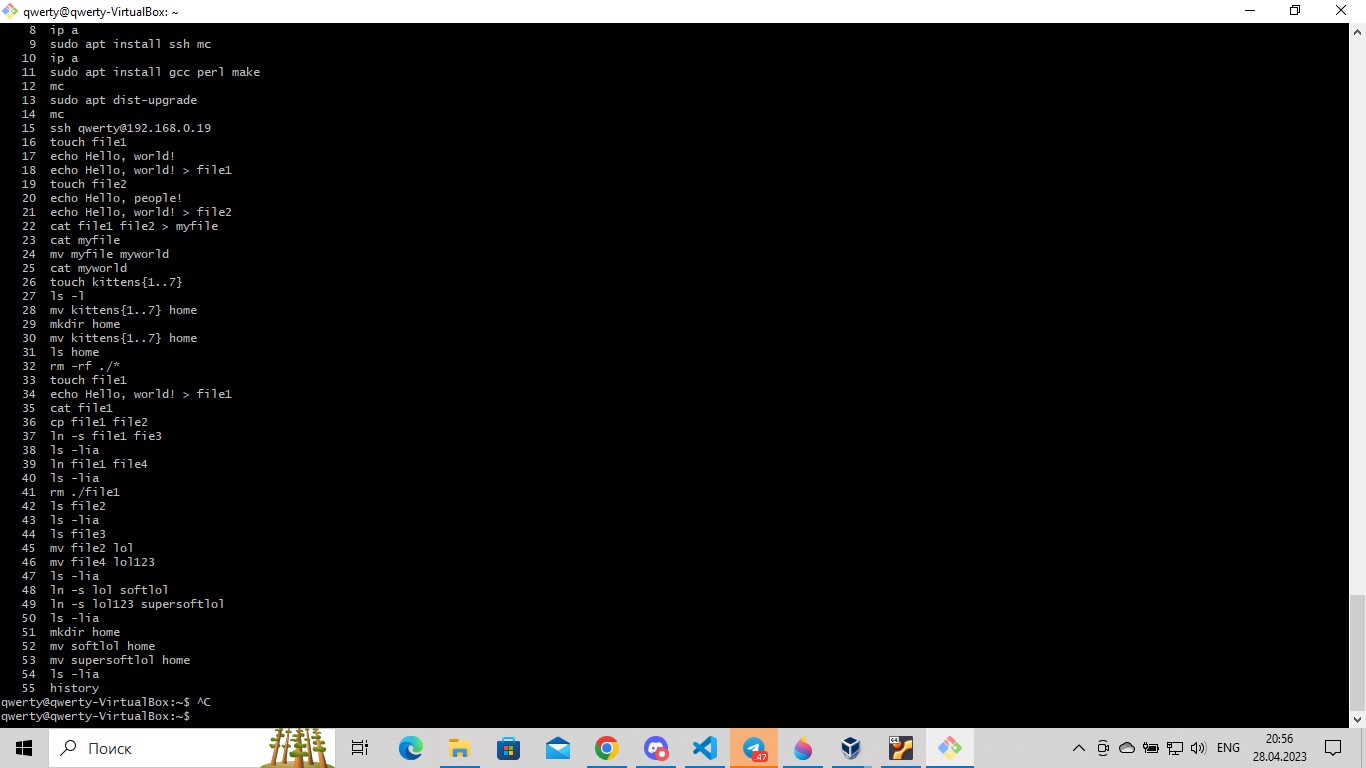 qwerty@qwerty-VirtualBox: ~
8 ip a
9 sudo apt install ssh mc
10 ip a
11 sudo apt install gcc perl make
12 mc
13 sudo apt dist-upgrade
14 mc
15 ssh qwerty@192.168.0.19
16 touch file1
17 echo Hello, world!
18 echo Hello, world! > file1
19 touch file2
20 echo Hello, people!
21 echo Hello, world! > file2
22 cat file1 file2 > myfile
23 cat myfile
24 mv myfile myworld
25 cat myworld
26 touch kittens{1..7}
27 ls -l
28 mv kittens{1..7} home
29 mkdir home
30 mv kittens{1..7} home
31 ls home
32 rm -rf ./*
33 touch file1
34 echo Hello, world! > file1
35 cat file1
36 cp file1 file2
37 ln -s file1 fie3
38 ls -lia
39 ln file1 file4
40 ls -lia
41 rm ./file1
42 ls file2
43 ls -lia
44 ls file3
45 mv file2 lol
46 mv file4 lol123
47 ls -lia
48 ln -s lol softlol
49 ln -s lol123 supersoftlol
50 ls -lia
51 mkdir home
52 mv softlol home
53 mv supersoftlol home
54 ls -lia
55 history
qwerty@qwerty-VirtualBox:~$ ^C
qwerty@qwerty-VirtualBox:~$
Поиск
47
64
ENG
20:56
28.04.2023